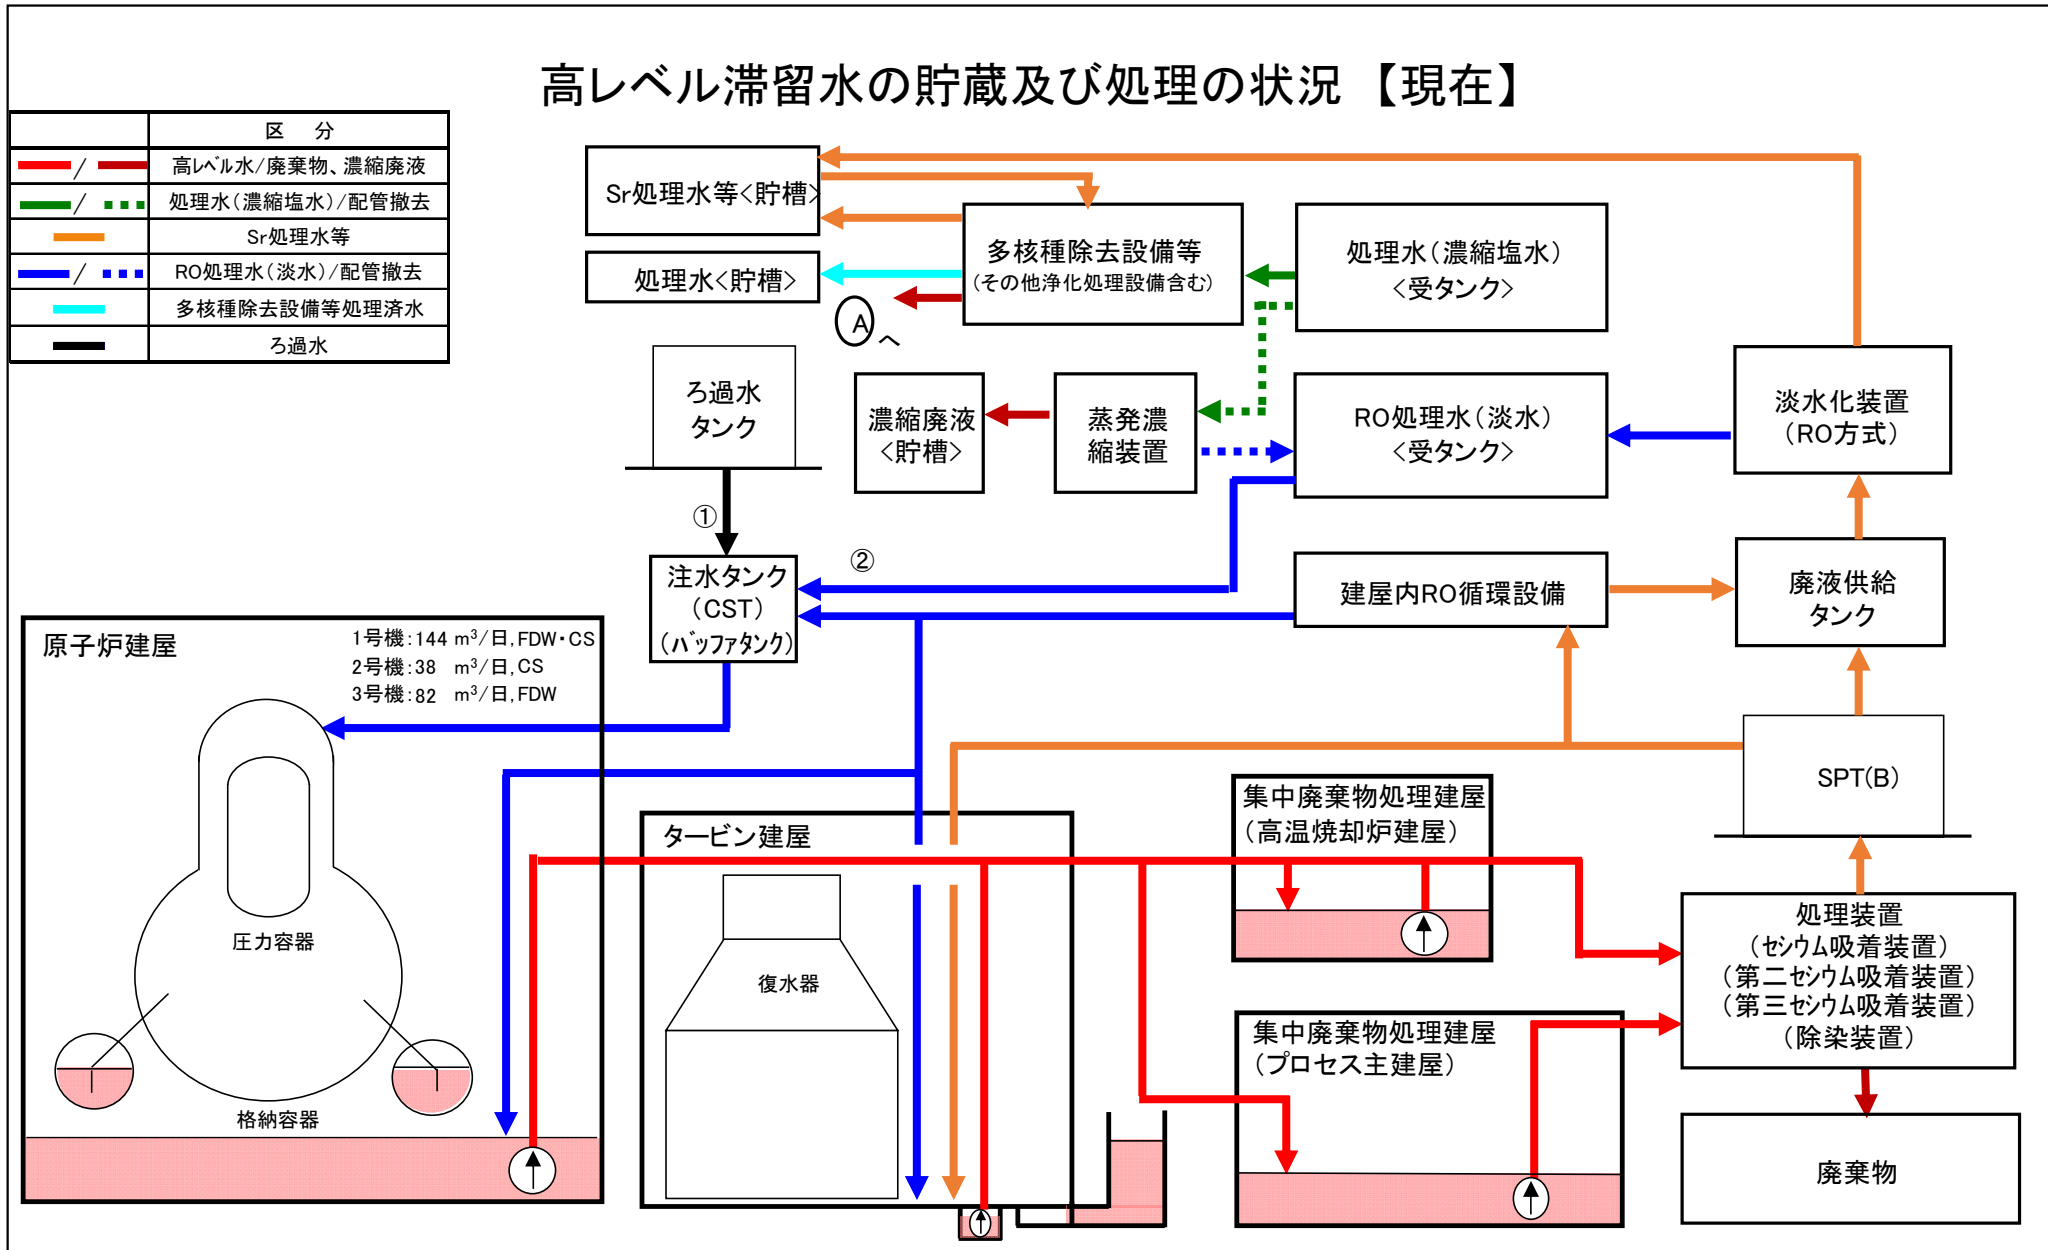 高レベル滞留水の貯蔵及び処理の状況 【現在】
区 分
/ 高レベル水/廃棄物、濃縮廃液
/ 処理水(濃縮塩水)/配管撤去
Sr処理水等
/ RO処理水(淡水)/配管撤去
多核種除去設備等処理済水
ろ過水
Sr処理水等<貯槽>
処理水<貯槽>
A へ
多核種除去設備等
(その他浄化処理設備含む)
処理水(濃縮塩水)
<受タンク>
ろ過水
タンク
濃縮廃液
<貯槽>
蒸発濃
縮装置
RO処理水(淡水)
<受タンク>
淡水化装置
(RO方式)
①
②
注水タンク
(CST)
(バッファタンク)
建屋内RO循環設備
廃液供給
タンク
原子炉建屋
1号機:144 m³/日,FDW・CS
2号機:38 m³/日,CS
3号機:82 m³/日,FDW
圧力容器
格納容器
タービン建屋
復水器
集中廃棄物処理建屋
(高温焼却炉建屋)
SPT(B)
集中廃棄物処理建屋
(プロセス主建屋)
処理装置
(セシウム吸着装置)
(第二セシウム吸着装置)
(第三セシウム吸着装置)
(除染装置)
廃棄物